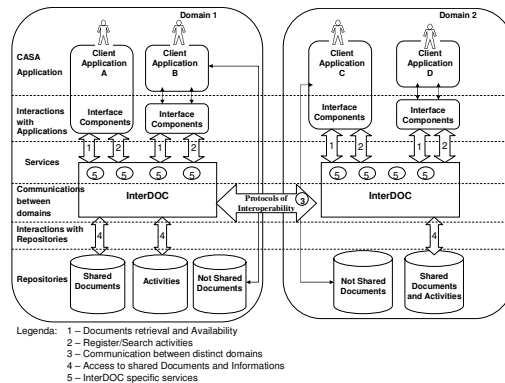 Domain 1
Domain 2
CASA
Application
Client
Application
A
Client
Application
B
Client
Application
C
Client
Application
D
Interactions
with
Applications
Interface
Components
Interface
Components
Interface
Components
Interface
Components
1 2 1 2 1 2 1 2
Services
5 5 5 5 5 5 5 5
Communications
between
domains
InterDOC
InterDOC
Protocols of
Interoperability
3
Interactions with
Repositories
4 4 4
Repositories
Shared
Documents
Activities
Not Shared
Documents
Not Shared
Documents
Shared
Documents
and Activities
Legenda: 1 – Documents retrieval and Availability
2 – Register/Search activities
3 – Communication between distinct domains
4 – Access to shared Documents and Informations
5 – InterDOC specific services